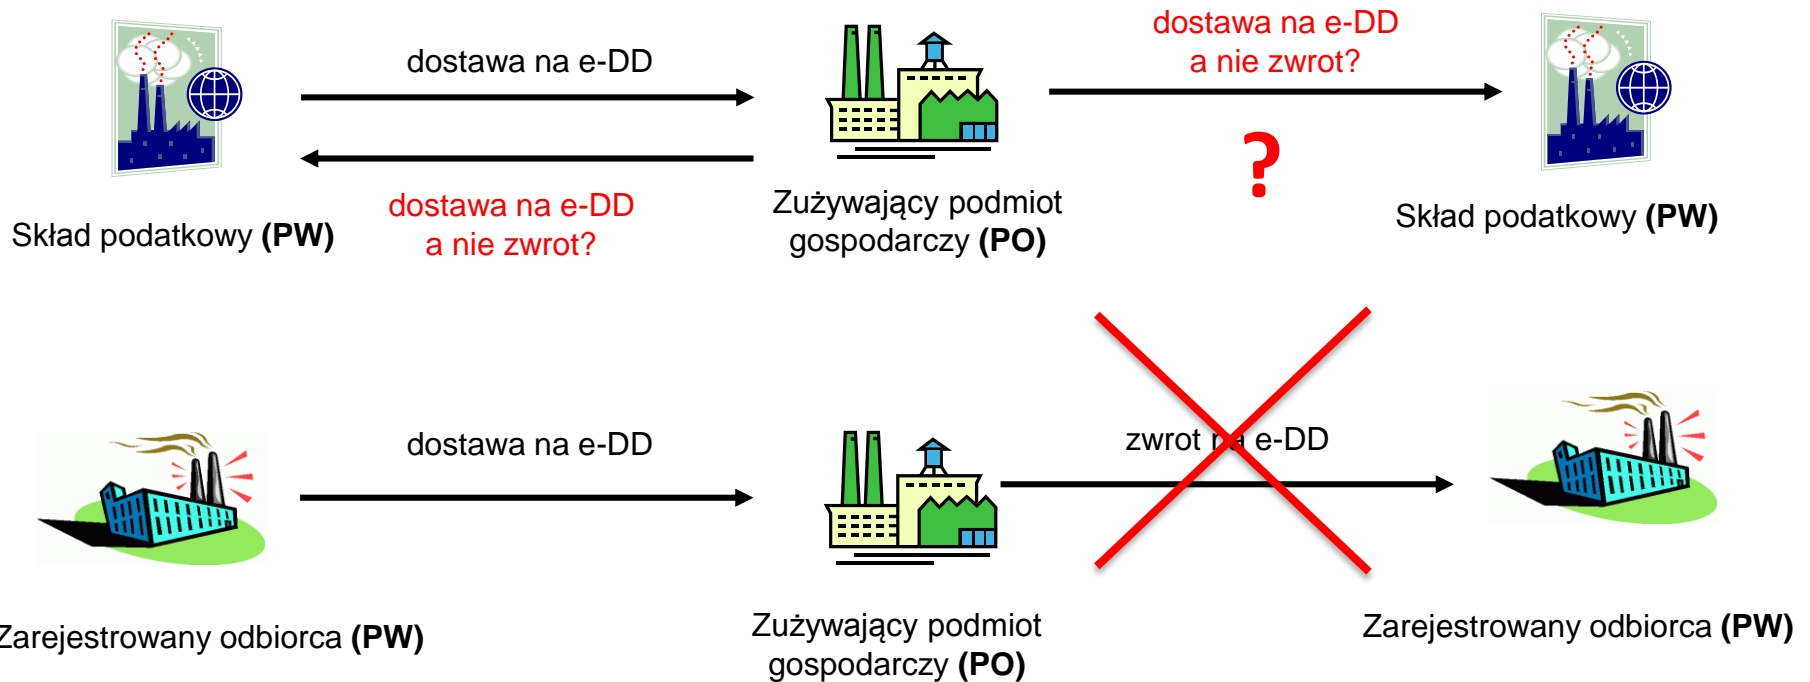 dostawa na e-DD
dostawa na e-DD
a nie zwrot?
?
dostawa na e-DD
a nie zwrot?
Skład podatkowy (PW)
Zużywający podmiot
gospodarczy (PO)
Skład podatkowy (PW)
dostawa na e-DD
zwrot na e-DD
Zarejestrowany odbiorca (PW)
Zużywający podmiot
gospodarczy (PO)
Zarejestrowany odbiorca (PW)